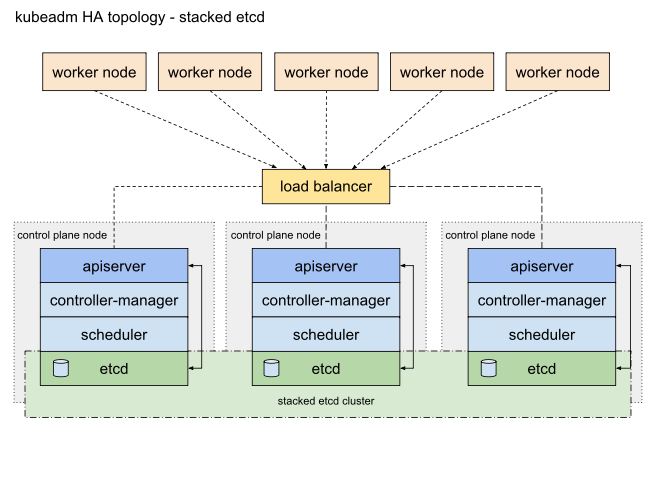 kubeadm HA topology - stacked etcd
worker node
worker node
worker node
worker node
worker node
load balancer
control plane node
apiserver
controller-manager
scheduler
etcd
control plane node
apiserver
controller-manager
scheduler
etcd
control plane node
apiserver
controller-manager
scheduler
etcd
stacked etcd cluster